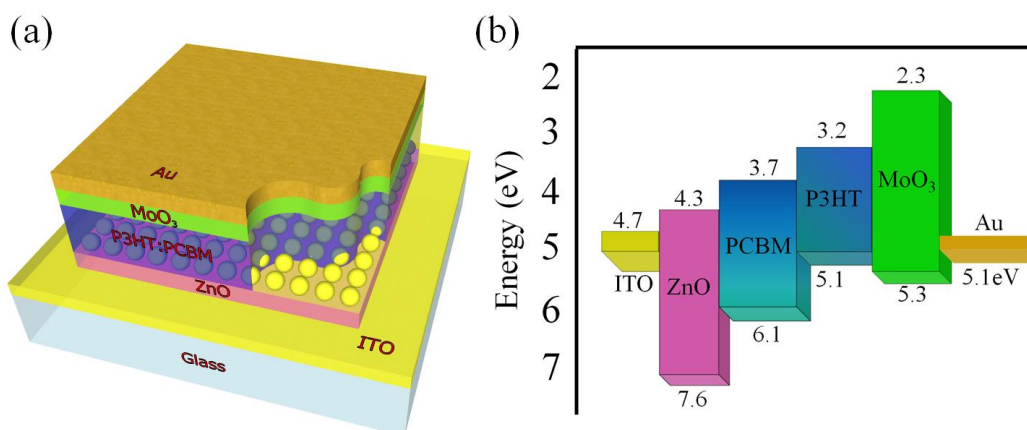 (a)
Au
MoO₃
P3HT:PCBM
ZnO
ITO
Glass
(b)
Energy (eV)
2
3
4
5
6
7
4.7
ITO
4.3
ZnO
7.6
3.7
PCBM
6.1
3.2
P3HT
5.1
2.3
MoO₃
5.3
Au
5.1eV